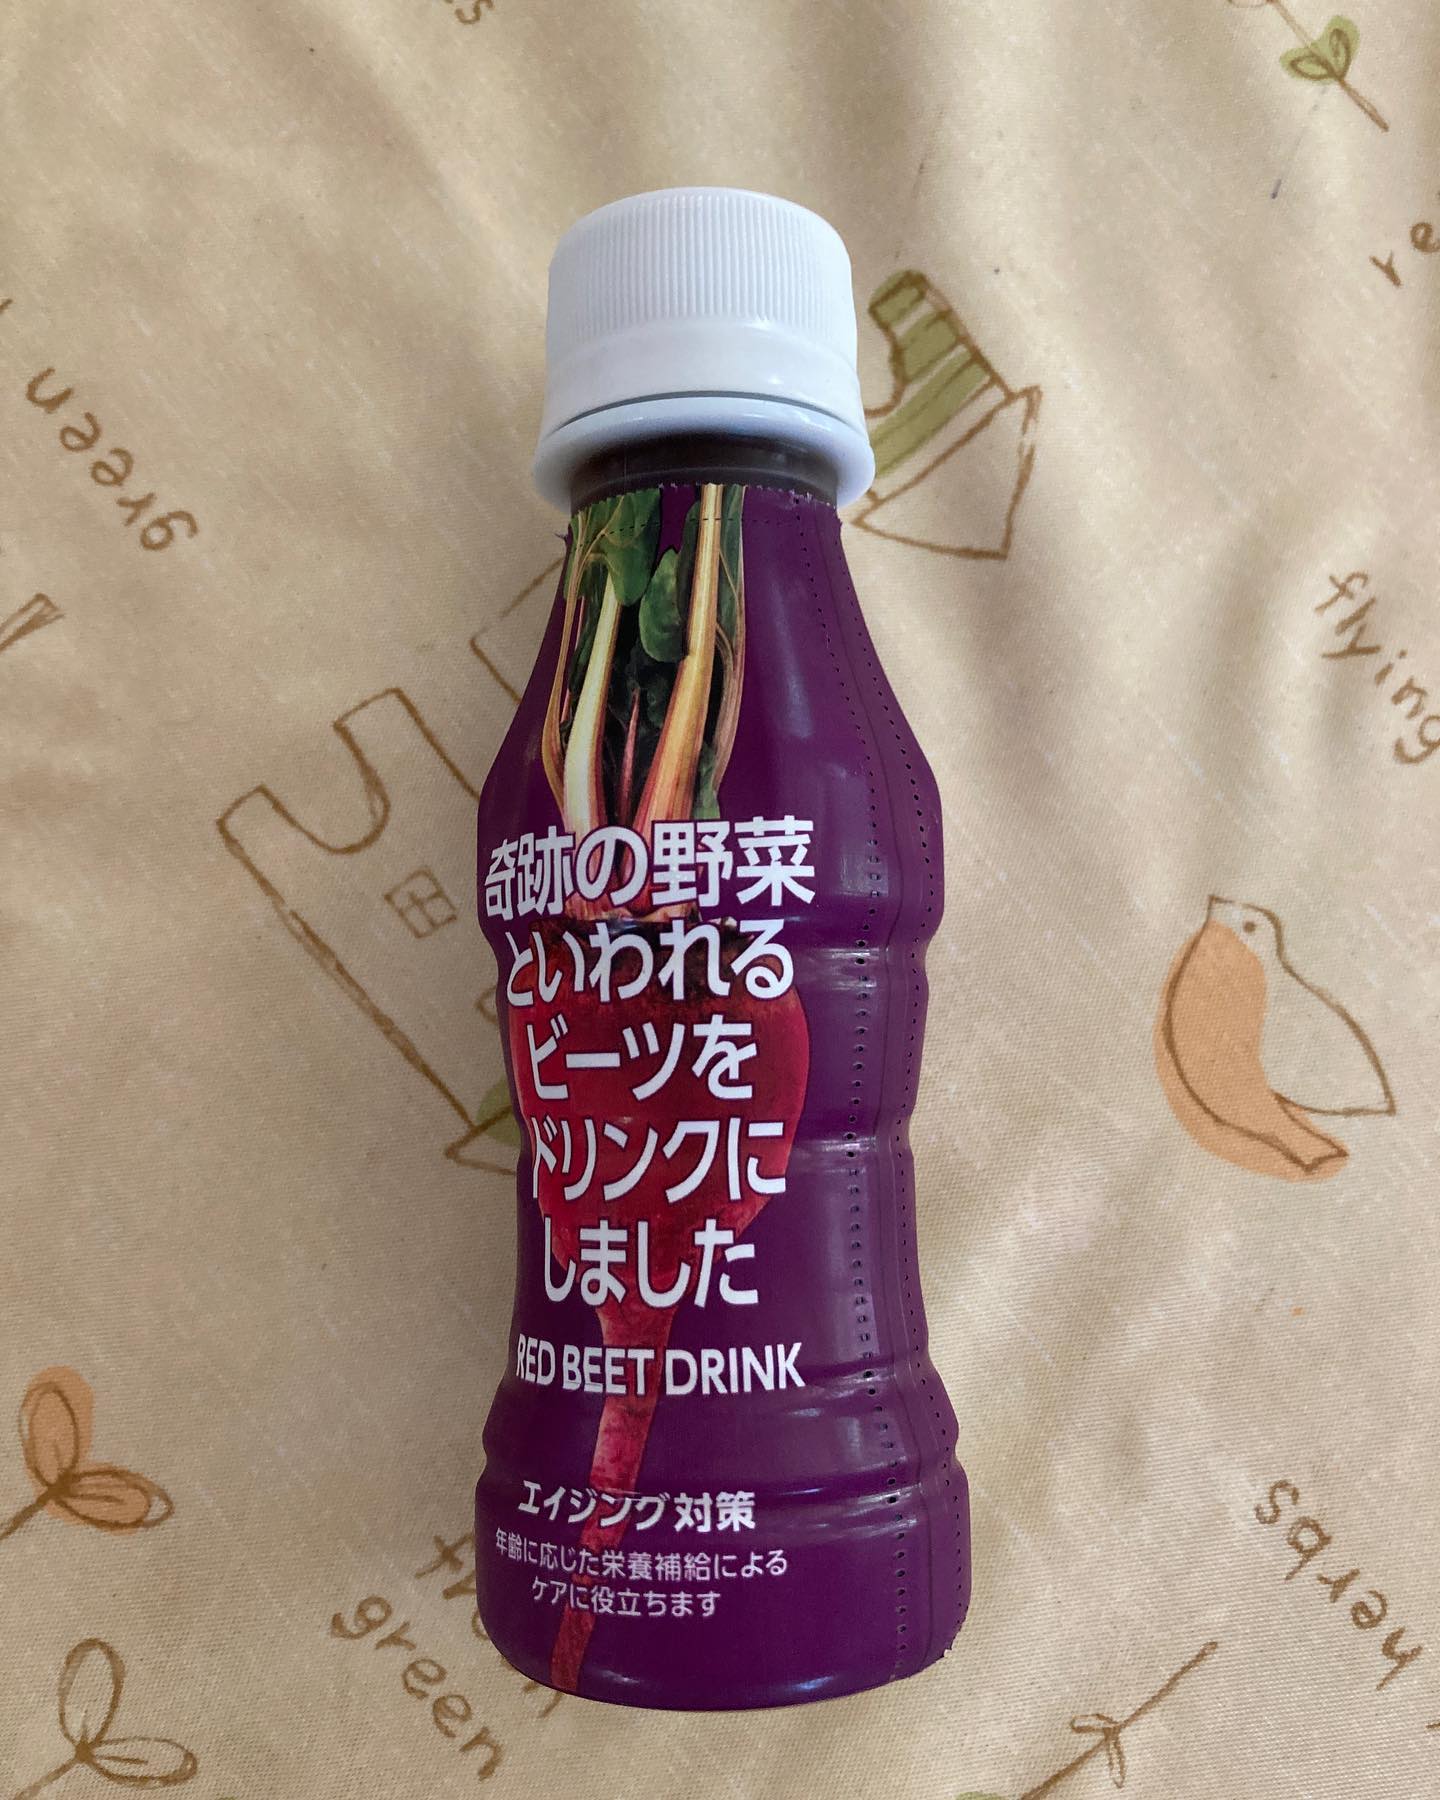 奇跡の野菜
といわれる
ビーツを
ドリンクに
しました
RED BEET DRINK
エイジング対策
年齢に応じた栄養補給による
ケアに役立ちます
green
flying
herbs
green